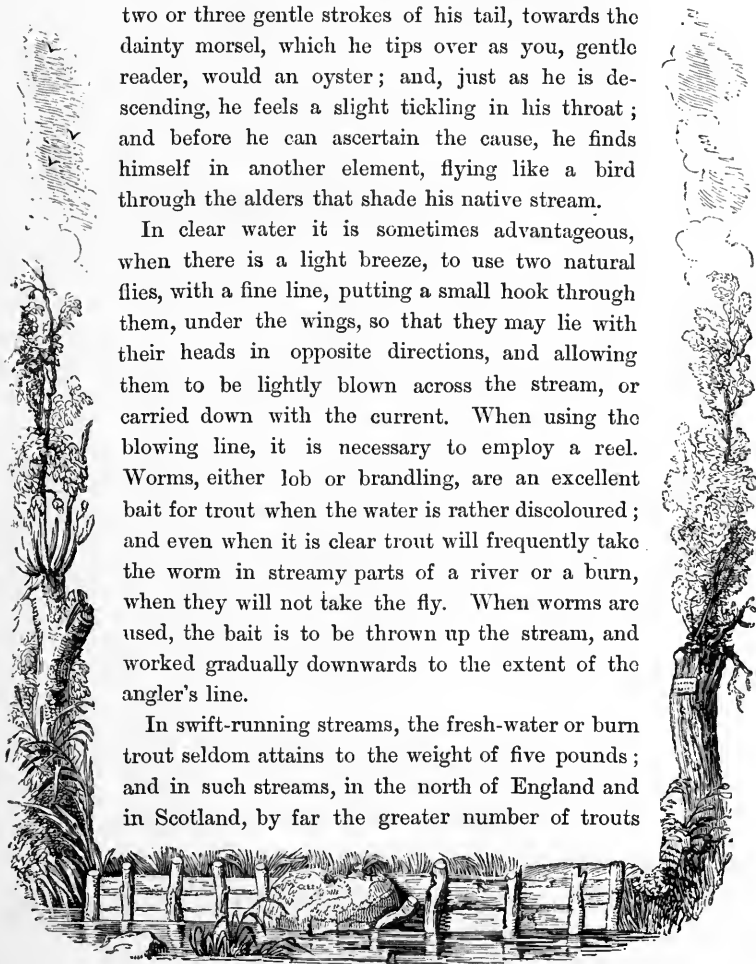 two or three gentle strokes of his tail, towards the
dainty morsel, which he tips over as you, gentle
reader, would an oyster; and, just as he is de-
scending, he feels a slight tickling in his throat;
and before he can ascertain the cause, he finds
himself in another element, flying like a bird
through the alders that shade his native stream.
In clear water it is sometimes advantageous,
when there is a light breeze, to use two natural
flies, with a fine line, putting a small hook through
them, under the wings, so that they may lie with
their heads in opposite directions, and allowing
them to be lightly blown across the stream, or
carried down with the current. When using the
blowing line, it is necessary to employ a reel.
Worms, either lob or brandling, are an excellent
bait for trout when the water is rather discoloured;
and even when it is clear trout will frequently take
the worm in streamy parts of a river or a burn,
when they will not take the fly. When worms are
used, the bait is to be thrown up the stream, and
worked gradually downwards to the extent of the
angler's line.
In swift-running streams, the fresh-water or burn
trout seldom attains to the weight of five pounds;
and in such streams, in the north of England and
in Scotland, by far the greater number of trouts